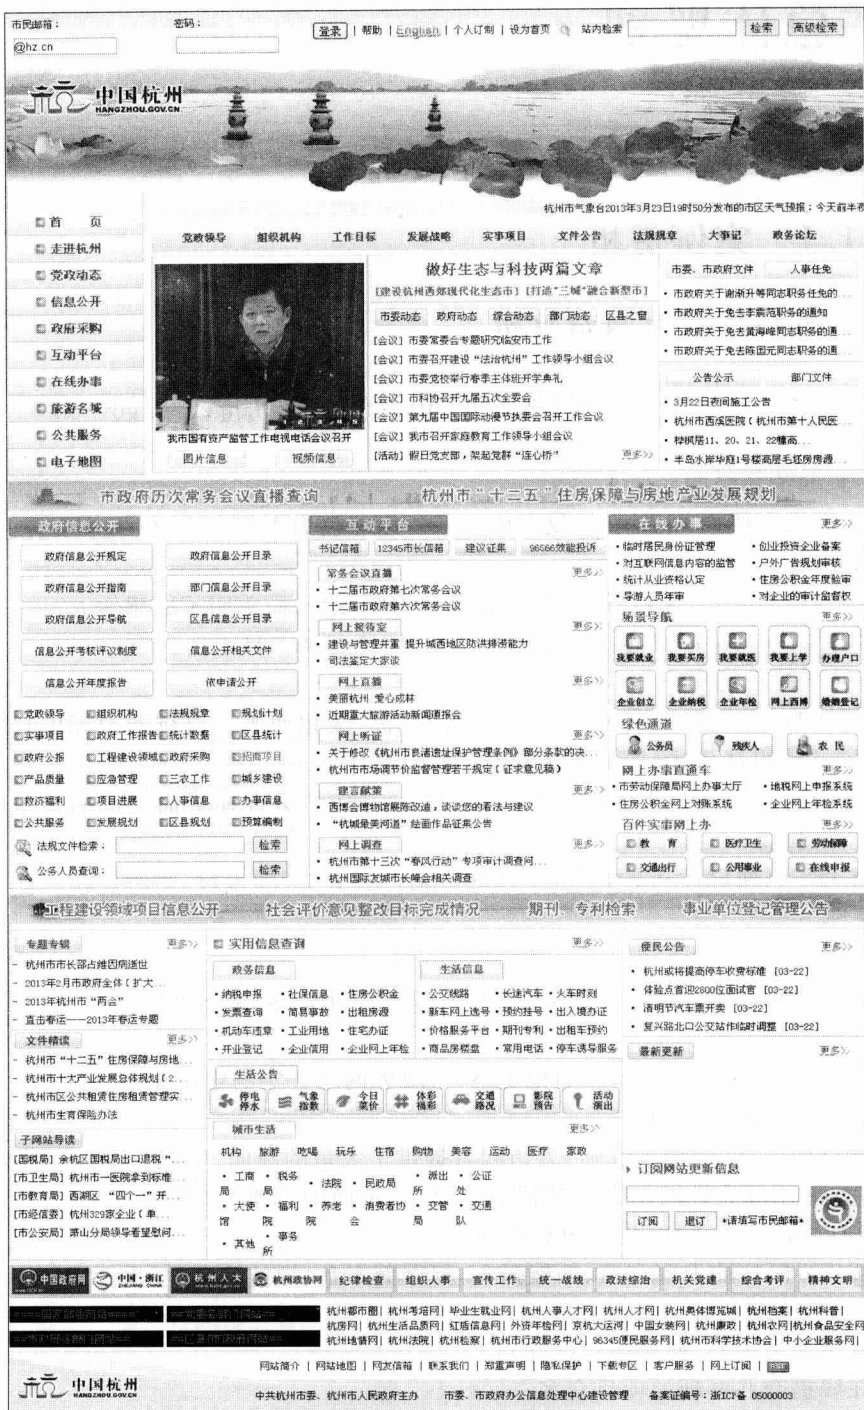 市民邮箱：
密码：
@hz.cn
登录 | 帮助 | English | 个人订制 | 设为首页 站内检索 检索 高级检索
中国杭州
HANGZHOU.GOV.CN
杭州市气象台2013年3月23日19时50分发布的市区天气预报：今天前半夜
首 页
走进杭州
党政动态
信息公开
政府采购
互动平台
在线办事
旅游名城
公共服务
电子地图
党政领导 组织机构 工作目标 发展战略 实事项目 文件公告 法规规章 大事记 政务论坛
我市国有资产监管工作电视电话会议召开
图片信息 视频信息
做好生态与科技两篇文章
[建设杭州西郊现代化生态市] [打造“三城”融合新型市]
市委动态 政府动态 综合动态 部门动态 区县之窗
[会议] 市委常委会专题研究临安市工作
[会议] 市委召开建设“法治杭州”工作领导小组会议
[会议] 市委党校举行春季主体班开学典礼
[会议] 市科协召开九届五次全委会
[会议] 第九届中国国际动漫节执委会召开工作会议
[会议] 我市召开家庭教育工作领导小组会议
[活动] 假日党支部，架起党群“连心桥” 更多>>
市委、市政府文件 人事任免
• 市政府关于谢渐升等同志职务任免的...
• 市政府关于免去李震范职务的通知
• 市政府关于免去黄海峰同志职务的通...
• 市政府关于免去陈国元同志职务的通...
公告公示 部门文件
• 3月22日夜间施工公告
• 杭州市西溪医院（杭州市第十人民医...
• 桦枫居11、20、21、22幢高...
• 半岛水岸华庭1号楼高层毛坯房房源...
市政府历次常务会议直播查询 杭州市“十二五”住房保障与房地产业发展规划
政府信息公开
政府信息公开规定 政府信息公开目录
政府信息公开指南 部门信息公开目录
政府信息公开导航 区县信息公开目录
信息公开考核评议制度 信息公开相关文件
信息公开年度报告 依申请公开
党政领导 组织机构 法规规章 规划计划
实事项目 政府工作报告 统计数据 区县统计
政府公报 工程建设领域 政府采购 招商项目
产品质量 应急管理 三农工作 城乡建设
救济福利 项目进展 人事信息 办事信息
公共服务 发展规划 区县规划 预算编制
法规文件检索： 检索
公务人员查询： 检索
互动平台
书记信箱 12345市长信箱 建议征集 96666效能投诉
常务会议直播 更多>>
• 十二届市政府第七次常务会议
• 十二届市政府第六次常务会议
网上接待室 更多>>
• 建设与管理并重 提升城西地区防洪排涝能力
• 司法鉴定大家谈
网上直播 更多>>
• 美丽杭州 爱心成林
• 近期重大旅游活动新闻通报会
网上听证 更多>>
• 关于修改《杭州市良渚遗址保护管理条例》部分条款的决...
• 杭州市市场调节价监督管理若干规定（征求意见稿）
建言献策 更多>>
• 西博会博物馆展陈改造，谈谈您的看法与建议
• “杭城最美河道”绘画作品征集公告
网上调查 更多>>
• 杭州市第十三次“春风行动”专项审计调查问...
• 杭州国际友城市长峰会相关调查
在线办事 更多>>
• 临时居民身份证管理 • 创业投资企业备案
• 对互联网信息内容的监管 • 户外广告规划审核
• 统计从业资格认定 • 住房公积金年度验审
• 导游人员年审 • 对企业的审计监督权
场景导航 更多>>
我要就业 我要买房 我要就医 我要上学 办理户口
企业创立 企业纳税 企业年检 网上西博 婚姻登记
绿色通道
公务员 残疾人 农 民
网上办事直通车 更多>>
• 市劳动保障局网上办事大厅 • 地税网上申报系统
• 住房公积金网上对账系统 • 企业网上年检系统
百件实事网上办 更多>>
教 育 医疗卫生 劳动保障
交通出行 公用事业 在线申报
工程建设领域项目信息公开 社会评价意见整改目标完成情况 期刊 专利检索 事业单位登记管理公告
专题专辑 更多>>
- 杭州市市长邵占维因病逝世
- 2013年2月市政府全体（扩大...
- 2013年杭州市“两会”
- 直击春运——2013年春运专题
文件精读 更多>>
- 杭州市“十二五”住房保障与房地...
- 杭州市十大产业发展总体规划（2...
- 杭州市区公共租赁住房租赁管理实...
- 杭州市生育保险办法
子网站导读
[国税局] 余杭区国税局出口退税“...
[市卫生局] 杭州市一医院拿到标准...
[市教育局] 西湖区 “四个一”开...
[市经信委] 杭州329家企业（单...
[市公安局] 萧山分局领导看望慰问...
实用信息查询 更多>>
政务信息
• 纳税申报 • 社保信息 • 住房公积金
• 发票查询 • 简易事故 • 出租房源
• 机动车违章 • 工业用地 • 住宅办证
• 开业登记 • 企业信用 • 企业网上年检
生活信息
• 公交线路 • 长途汽车 • 火车时刻
• 新车网上选号 • 预约挂号 • 出入境办证
• 价格服务平台 • 期刊专利 • 出租车预约
• 商品房楼盘 • 常用电话 • 停车诱导服务
生活公告
停电停水 气象指数 今日菜价 体彩福彩 交通路况 影院预告 活动演出
城市生活 更多>>
机构 旅游 吃喝 玩乐 住宿 购物 美容 运动 医疗 家政
• 工商局 • 税务局 • 法院 • 民政局 • 派出所 • 公证处
• 大使馆 • 福利院 • 养老院 • 消费者协会 • 交管局 • 交通队
• 其他 • 事务所
便民公告 更多>>
• 杭州或将提高停车收费标准 [03-22]
• 体验点首迎2800位面试官 [03-22]
• 清明节汽车票开卖 [03-22]
• 复兴路北口公交站作临时调整 [03-22]
最新更新 更多>>
订阅网站更新信息
订阅 退订 *请填写市民邮箱*
中国政府网 中国·浙江 杭州人大 杭州政协网 纪律检查 组织人事 宣传工作 统一战线 政法综治 机关党建 综合考评 精神文明
杭州都市圈| 杭州考培网| 毕业生就业网| 杭州人事人才网| 杭州人才网| 杭州奥体博览城| 杭州档案| 杭州科普|
杭房网| 杭州生活品质网| 红盾信息网| 外资年检网| 京杭大运河| 中国女装网| 杭州廉政| 杭州农网|杭州食品安全网
杭州地情网| 杭州法院| 杭州检察| 杭州市行政服务中心| 96345便民服务网| 杭州市科学技术协会| 中小企业服务网|
网站简介 | 网站地图 | 网友信箱 | 联系我们 | 郑重声明 | 隐私保护 | 下载专区 | 客户服务 | 网上订阅 |
中国杭州
HANGZHOU.GOV.CN
中共杭州市委、杭州市人民政府主办 市委、市政府办公信息处理中心建设管理 备案证编号：浙ICP备 05000003